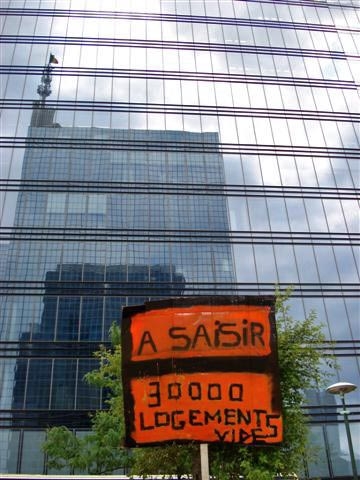 A SAISIR
30000
LOGEMENTS
VIDES